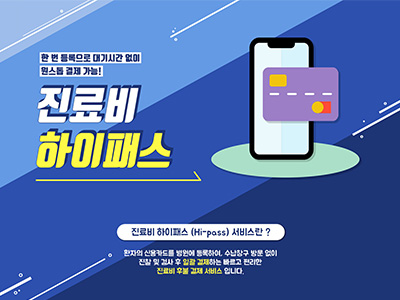 한 번 등록으로 대기시간 없이
원스톱 결제 가능!
진료비
하이패스
진료비 하이패스 (Hi-pass) 서비스란 ?
환자의 신용카드를 병원에 등록하여, 수납창구 방문 없이
진찰 및 검사 후 일괄 결제하는 빠르고 편리한
진료비 후불 결제 서비스 입니다.